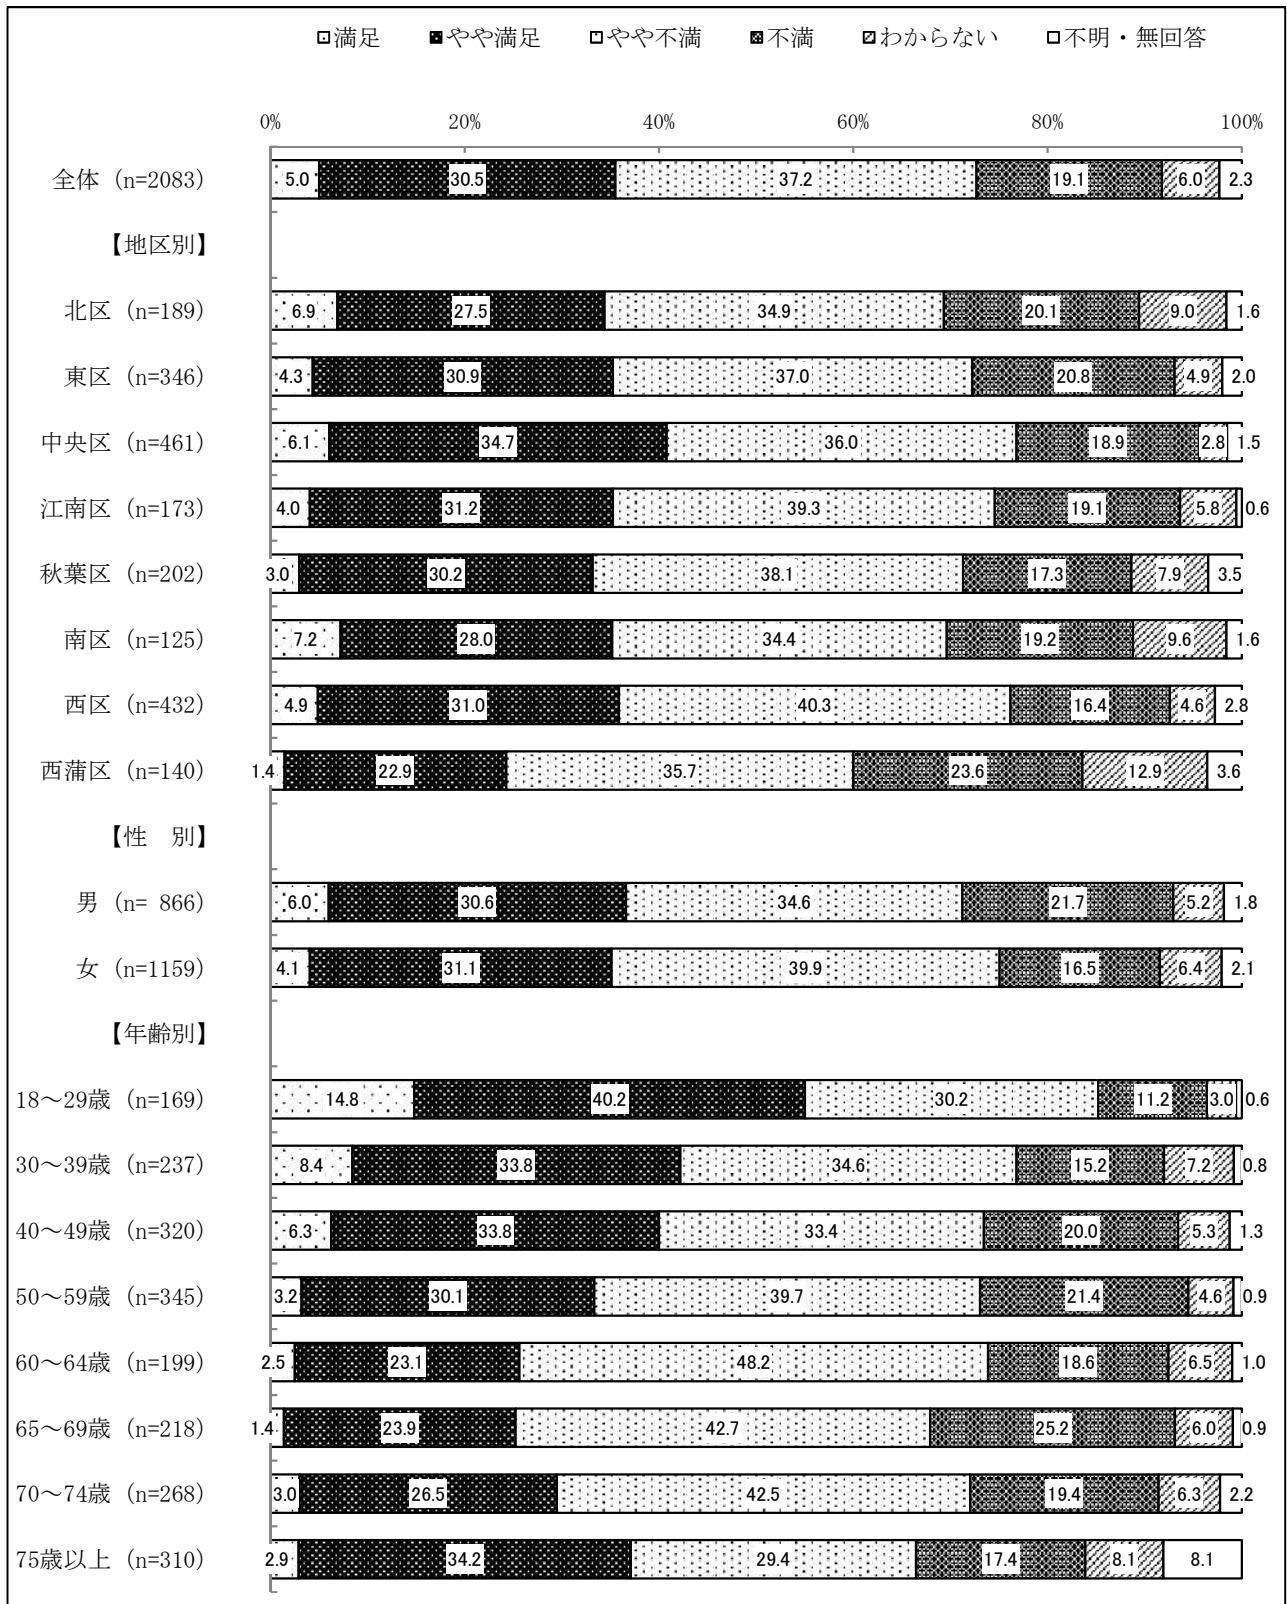 満足 やや満足 やや不満 不満 わからない 不明・無回答
0% 20% 40% 60% 80% 100%
全体 (n=2083) 5.0 30.5 37.2 19.1 6.0 2.3
【地区別】
北区 (n=189) 6.9 27.5 34.9 20.1 9.0 1.6
東区 (n=346) 4.3 30.9 37.0 20.8 4.9 2.0
中央区 (n=461) 6.1 34.7 36.0 18.9 2.8 1.5
江南区 (n=173) 4.0 31.2 39.3 19.1 5.8 0.6
秋葉区 (n=202) 3.0 30.2 38.1 17.3 7.9 3.5
南区 (n=125) 7.2 28.0 34.4 19.2 9.6 1.6
西区 (n=432) 4.9 31.0 40.3 16.4 4.6 2.8
西蒲区 (n=140) 1.4 22.9 35.7 23.6 12.9 3.6
【性　別】
男 (n= 866) 6.0 30.6 34.6 21.7 5.2 1.8
女 (n=1159) 4.1 31.1 39.9 16.5 6.4 2.1
【年齢別】
18～29歳 (n=169) 14.8 40.2 30.2 11.2 3.0 0.6
30～39歳 (n=237) 8.4 33.8 34.6 15.2 7.2 0.8
40～49歳 (n=320) 6.3 33.8 33.4 20.0 5.3 1.3
50～59歳 (n=345) 3.2 30.1 39.7 21.4 4.6 0.9
60～64歳 (n=199) 2.5 23.1 48.2 18.6 6.5 1.0
65～69歳 (n=218) 1.4 23.9 42.7 25.2 6.0 0.9
70～74歳 (n=268) 3.0 26.5 42.5 19.4 6.3 2.2
75歳以上 (n=310) 2.9 34.2 29.4 17.4 8.1 8.1